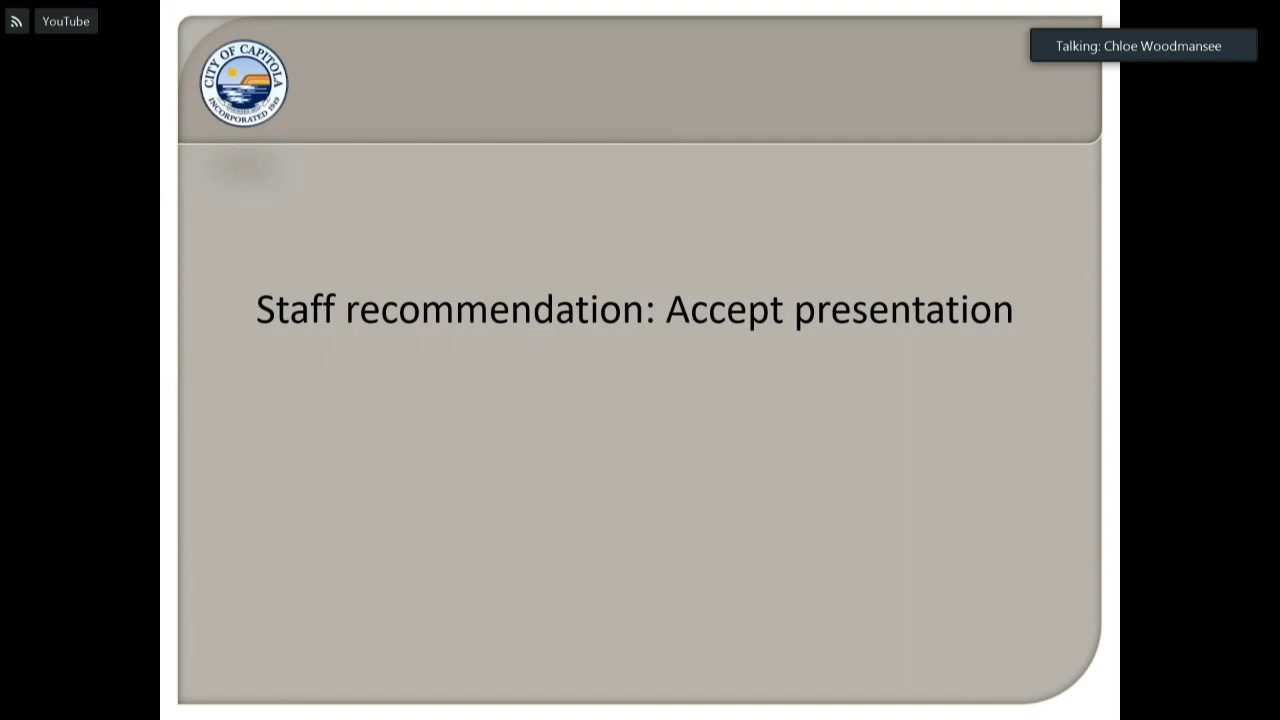 YouTube
Talking: Chloe Woodmansee
CITY OF CAPITOLA
INCORPORATED 1949
Staff recommendation: Accept presentation